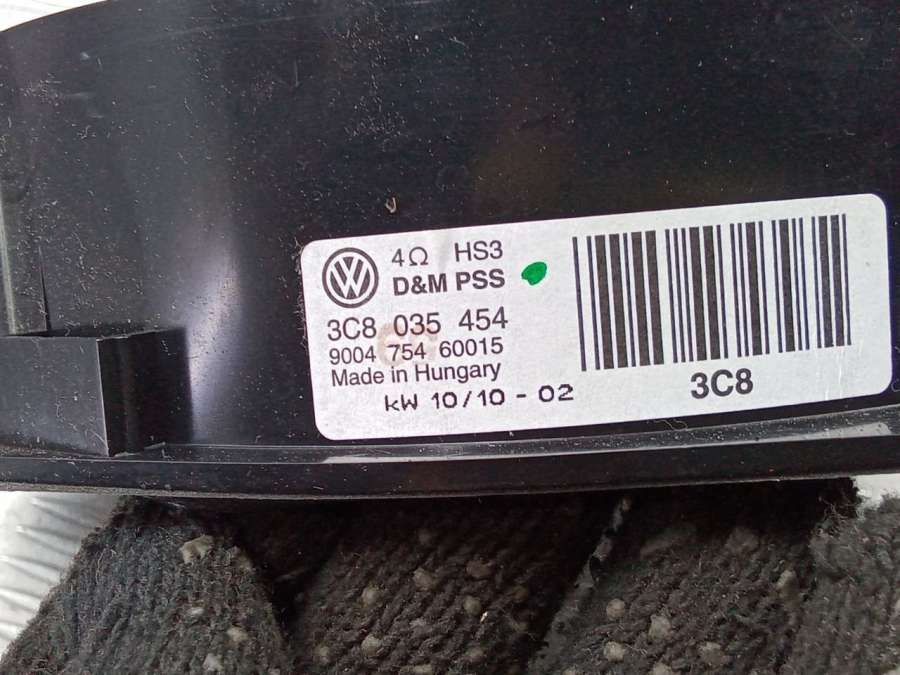 4Ω HS3
D&M PSS
3C8 035 454
9004 754 60015
Made in Hungary
kW 10/10 - 02
3C8